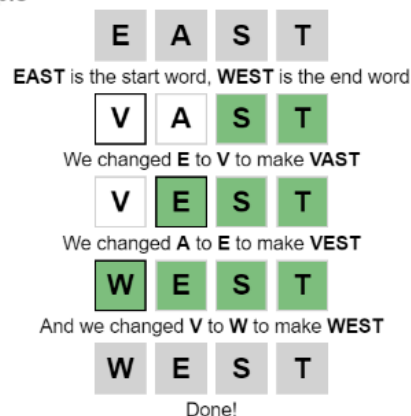 E A S T
EAST is the start word, WEST is the end word
V A S T
We changed E to V to make VAST
V E S T
We changed A to E to make VEST
W E S T
And we changed V to W to make WEST
W E S T
Done!